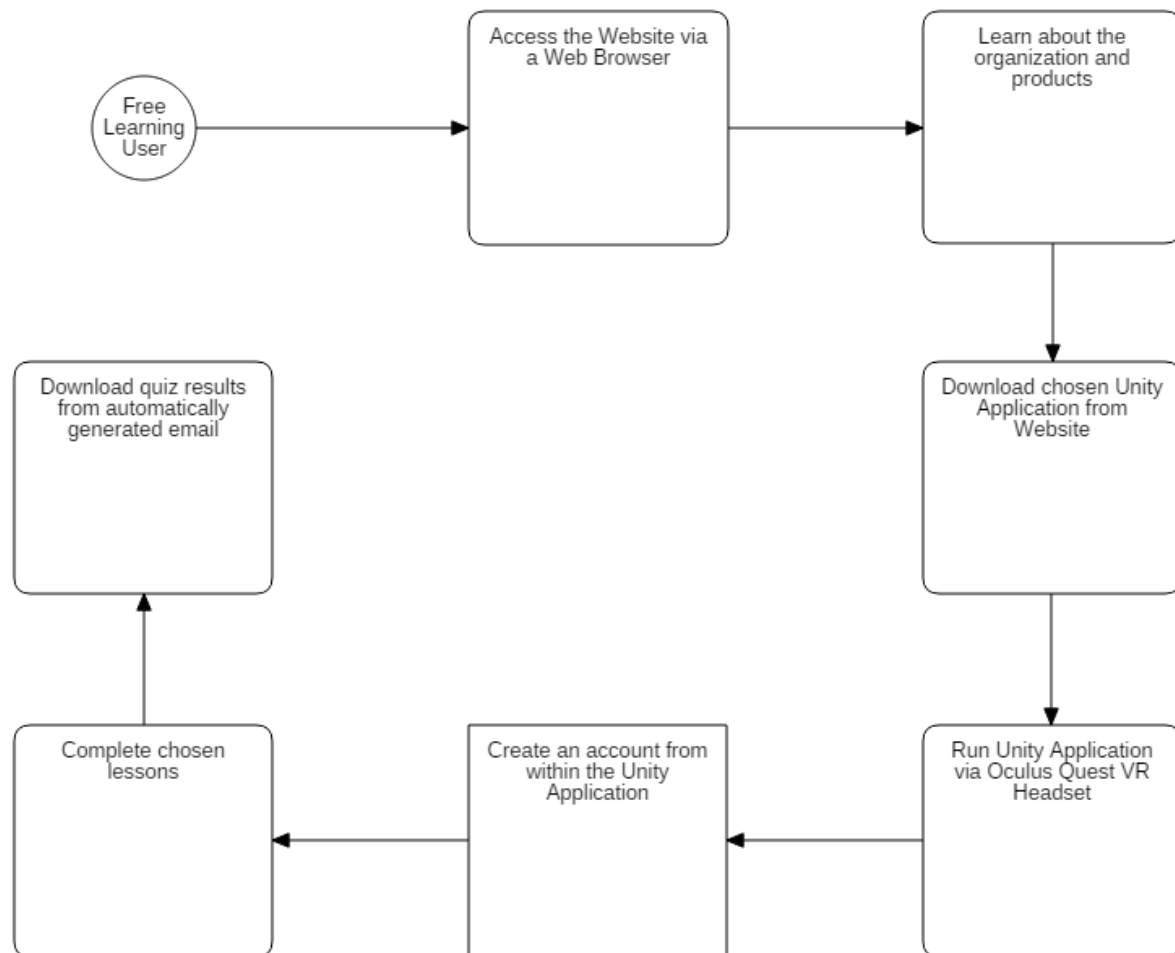 Free
Learning
User
Access the Website via
a Web Browser
Learn about the
organization and
products
Download chosen Unity
Application from
Website
Run Unity Application
via Oculus Quest VR
Headset
Create an account from
within the Unity
Application
Complete chosen
lessons
Download quiz results
from automatically
generated email